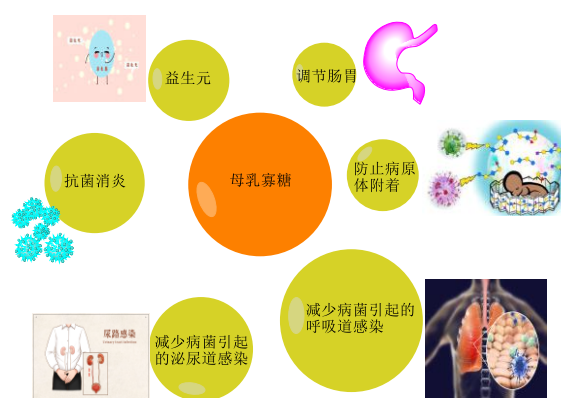 益生元
调节肠胃
抗菌消炎
母乳寡糖
防止病原
体附着
减少病菌引起的
呼吸道感染
尿路感染
减少病菌引起
的泌尿道感染